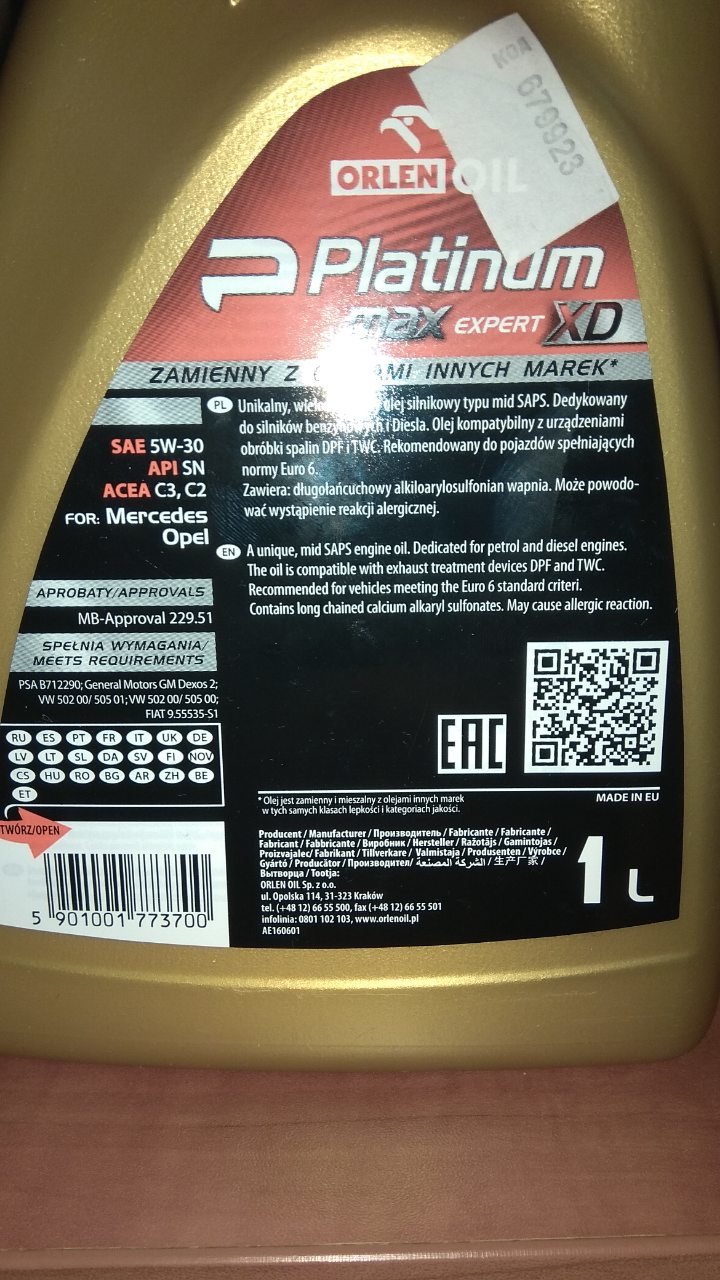 КОД
679923
ORLEN OIL
Platinum
max EXPERT XD
ZAMIENNY Z INNYCH MAREK*
SAE 5W-30
API SN
ACEA C3, C2
FOR: Mercedes
Opel
APROBATY/APPROVALS
MB-Approval 229.51
SPEŁNIA WYMAGANIA/
MEETS REQUIREMENTS
PSA B712290; General Motors GM Dexos 2;
VW 502 00/ 505 01; VW 502 00/ 505 00;
FIAT 9.55535-S1
RU ES PT FR IT UK DE
LV LT SL DA SV FI NOV
CS HU RO BG AR ZH BE
ET
TWÓRZ/OPEN
5 901001 773700
PL Unikalny, olej silnikowy typu mid SAPS. Dedykowany
do silników benzynowych i Diesla. Olej kompatybilny z urządzeniami
obróbki spalin DPF i TWC. Rekomendowany do pojazdów spełniających
normy Euro 6.
Zawiera: długołańcuchowy alkiloarylosulfonian wapnia. Może powodo-
wać wystąpienie reakcji alergicznej.
EN A unique, mid SAPS engine oil. Dedicated for petrol and diesel engines.
The oil is compatible with exhaust treatment devices DPF and TWC.
Recommended for vehicles meeting the Euro 6 standard criteri.
Contains long chained calcium alkaryl sulfonates. May cause allergic reaction.
EAC
* Olej jest zamienny i mieszalny z olejami innych marek
w tych samych klasach lepkości i kategoriach jakości.
MADE IN EU
Producent / Manufacturer / Производитель / Fabricante / Fabricante /
Fabricant / Fabbricante / Виробник / Hersteller / Ražotājs / Gamintojas /
Proizvajalec/ Fabrikant / Tillverkare / Valmistaja / Produsenten / Výrobce /
Gyártó / Producător / Производител/ الشركة المصنعة / 生产厂家 /
Вытворца / Tootja:
ORLEN OIL Sp. z o.o.
ul. Opolska 114, 31-323 Kraków
tel. (+48 12) 66 55 500, fax (+48 12) 66 55 501
infolinia: 0801 102 103, www.orlenoil.pl
AE160601
1 L